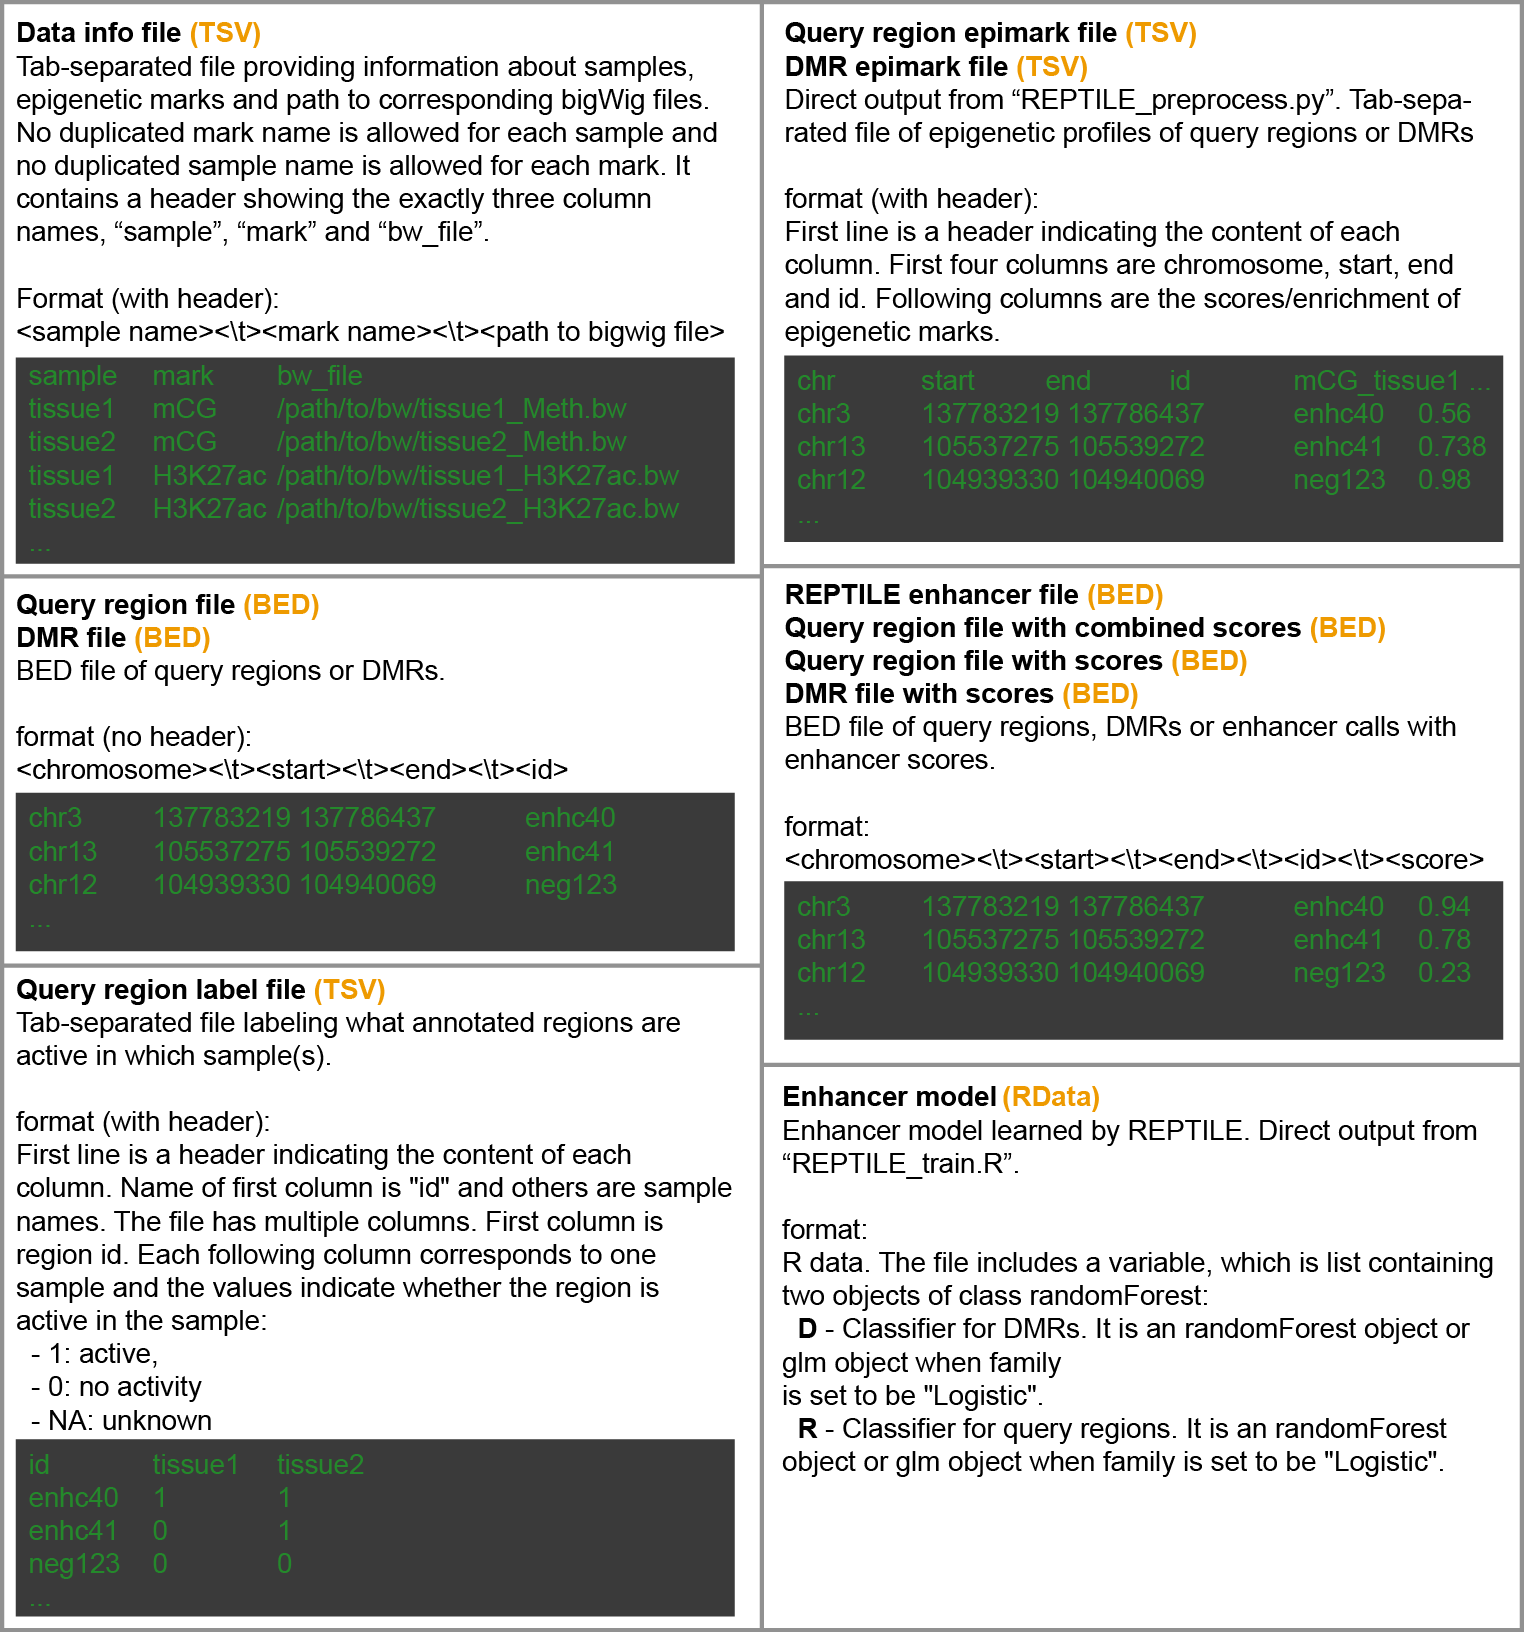 Data info file (TSV)
Tab-separated file providing information about samples,
epigenetic marks and path to corresponding bigWig files.
No duplicated mark name is allowed for each sample and
no duplicated sample name is allowed for each mark. It
contains a header showing the exactly three column
names, “sample”, “mark” and “bw_file”.
Format (with header):
<sample name><\t><mark name><\t><path to bigwig file>
sample mark bw_file
tissue1 mCG /path/to/bw/tissue1_Meth.bw
tissue2 mCG /path/to/bw/tissue2_Meth.bw
tissue1 H3K27ac /path/to/bw/tissue1_H3K27ac.bw
tissue2 H3K27ac /path/to/bw/tissue2_H3K27ac.bw
...
Query region file (BED)
DMR file (BED)
BED file of query regions or DMRs.
format (no header):
<chromosome><\t><start><\t><end><\t><id>
chr3 137783219 137786437 enhc40
chr13 105537275 105539272 enhc41
chr12 104939330 104940069 neg123
...
Query region label file (TSV)
Tab-separated file labeling what annotated regions are
active in which sample(s).
format (with header):
First line is a header indicating the content of each
column. Name of first column is "id" and others are sample
names. The file has multiple columns. First column is
region id. Each following column corresponds to one
sample and the values indicate whether the region is
active in the sample:
- 1: active,
- 0: no activity
- NA: unknown
id tissue1 tissue2
enhc40 1 1
enhc41 0 1
neg123 0 0
...
Query region epimark file (TSV)
DMR epimark file (TSV)
Direct output from “REPTILE_preprocess.py”. Tab-sepa-
rated file of epigenetic profiles of query regions or DMRs
format (with header):
First line is a header indicating the content of each
column. First four columns are chromosome, start, end
and id. Following columns are the scores/enrichment of
epigenetic marks.
chr start end id mCG_tissue1 ...
chr3 137783219 137786437 enhc40 0.56
chr13 105537275 105539272 enhc41 0.738
chr12 104939330 104940069 neg123 0.98
...
REPTILE enhancer file (BED)
Query region file with combined scores (BED)
Query region file with scores (BED)
DMR file with scores (BED)
BED file of query regions, DMRs or enhancer calls with
enhancer scores.
format:
<chromosome><\t><start><\t><end><\t><id><\t><score>
chr3 137783219 137786437 enhc40 0.94
chr13 105537275 105539272 enhc41 0.78
chr12 104939330 104940069 neg123 0.23
...
Enhancer model (RData)
Enhancer model learned by REPTILE. Direct output from
“REPTILE_train.R”.
format:
R data. The file includes a variable, which is list containing
two objects of class randomForest:
D - Classifier for DMRs. It is an randomForest object or
glm object when family
is set to be "Logistic".
R - Classifier for query regions. It is an randomForest
object or glm object when family is set to be "Logistic".